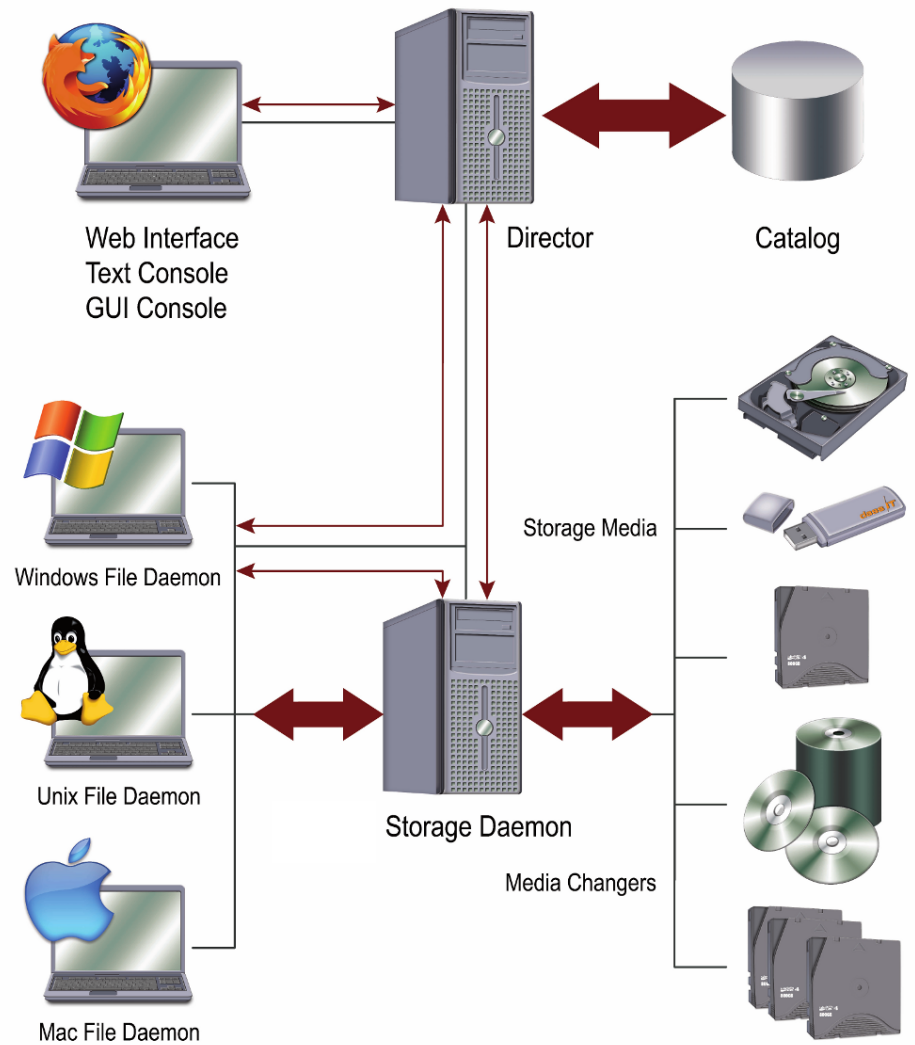 Web Interface
Text Console
GUI Console
Director
Catalog
Storage Media
Windows File Daemon
Unix File Daemon
Storage Daemon
Media Changers
Mac File Daemon